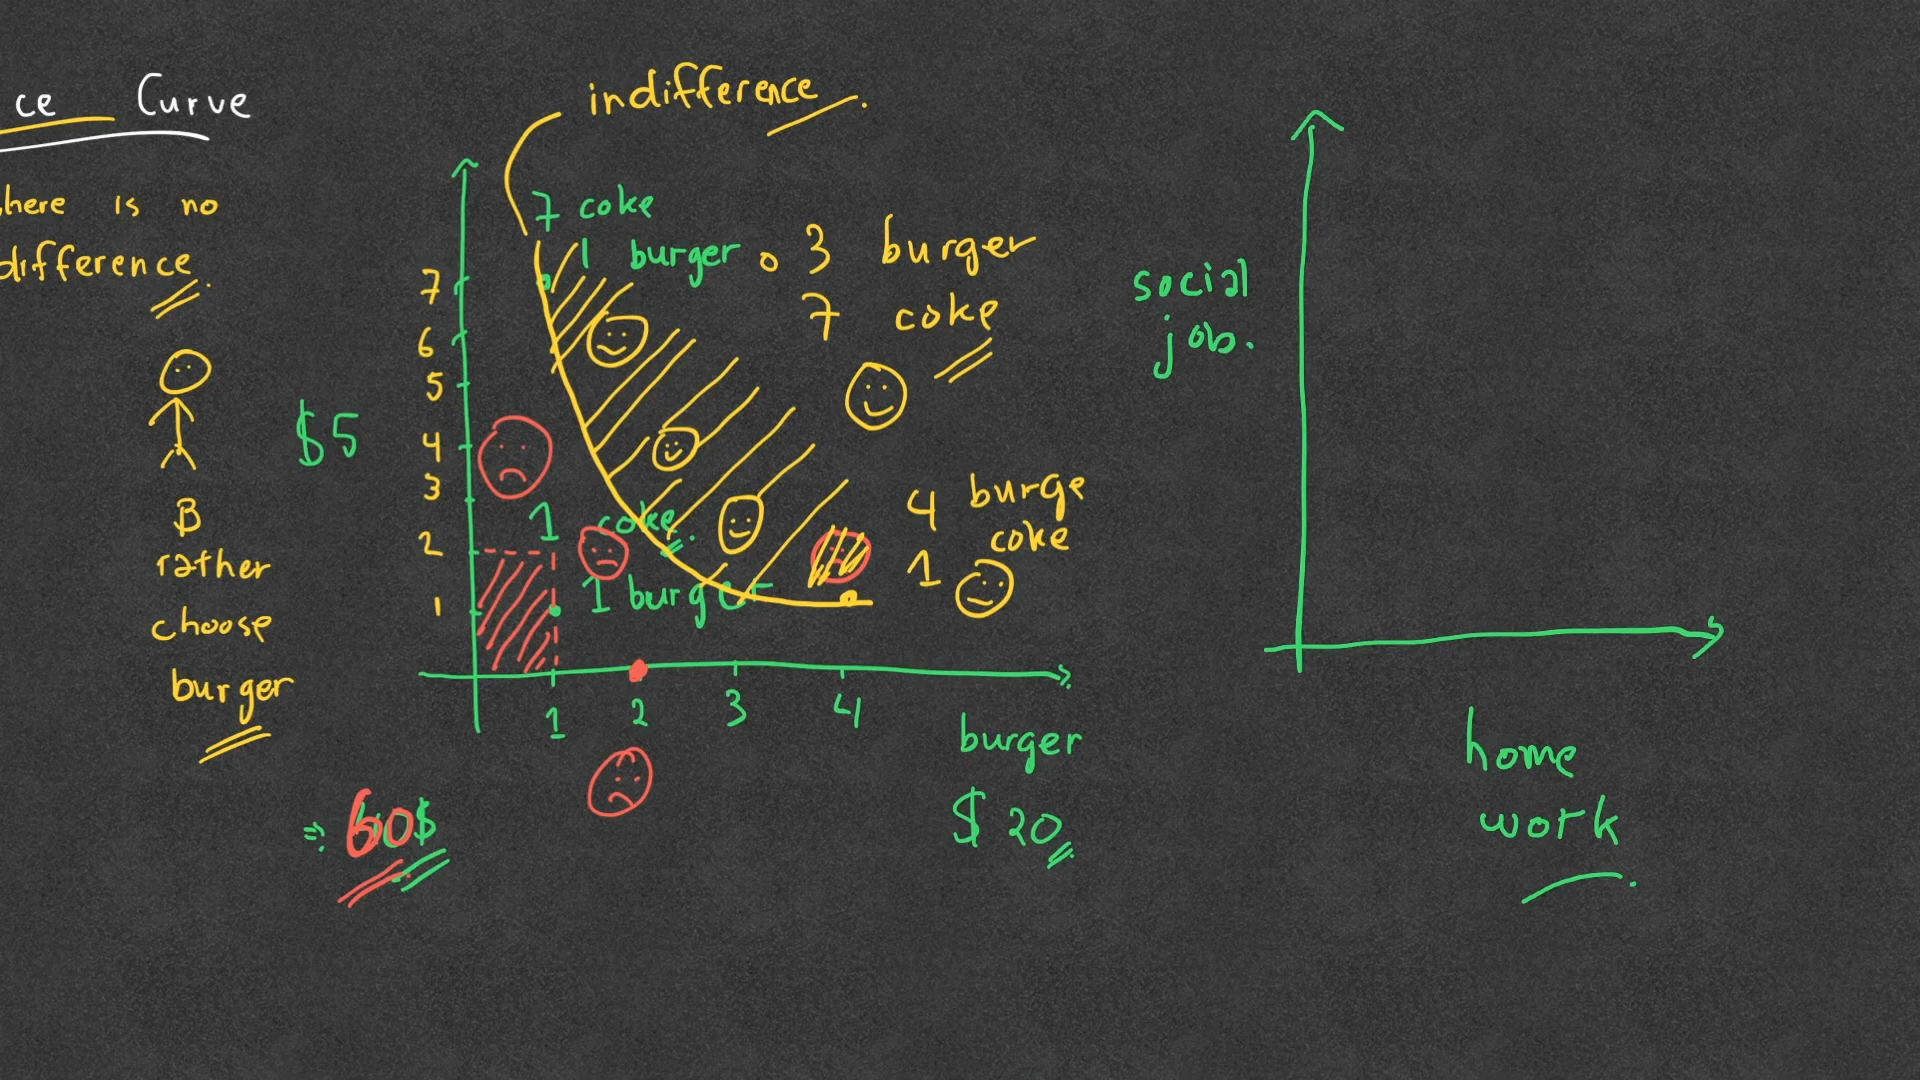 ce Curve
here is no
difference.
B
rather
choose
burger
$5
indifference.
7 coke
1 burger
3 burger
7 coke
7
6
5
4
3
2
1
1 coke.
1 burger
4 burge
coke
1
1 2 3 4
burger
$20
$
social
job.
home
work